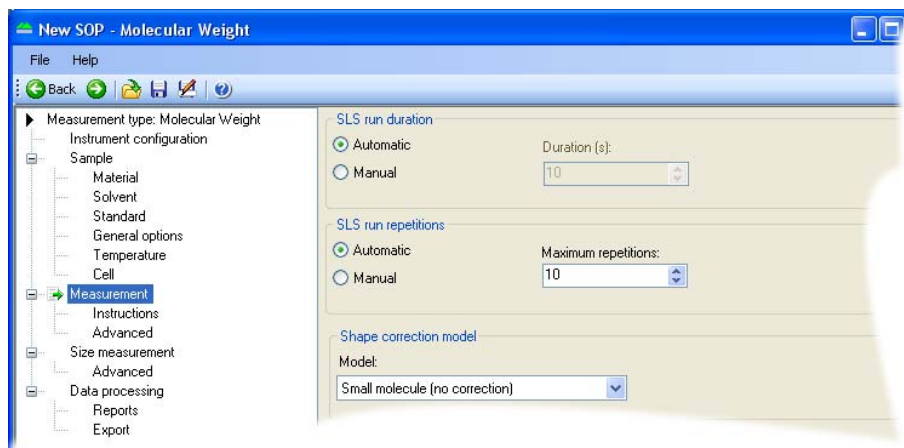 New SOP - Molecular Weight
File Help
Back
Measurement type: Molecular Weight
Instrument configuration
Sample
Material
Solvent
Standard
General options
Temperature
Cell
Measurement
Instructions
Advanced
Size measurement
Advanced
Data processing
Reports
Export
SLS run duration
Automatic
Manual
Duration (s):
10
SLS run repetitions
Automatic
Manual
Maximum repetitions:
10
Shape correction model
Model:
Small molecule (no correction)